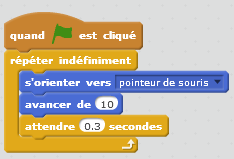 quand est cliqué
répéter indéfiniment
s'orienter vers pointeur de souris
avancer de 10
attendre 0.3 secondes